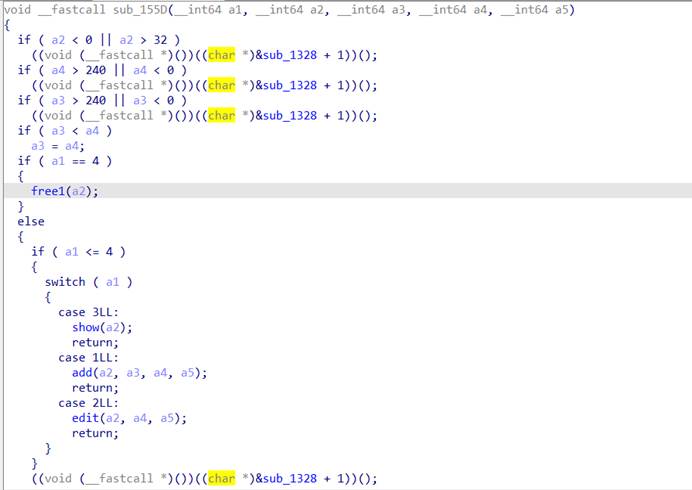 void __fastcall sub_155D(__int64 a1, __int64 a2, __int64 a3, __int64 a4, __int64 a5)
{
  if ( a2 < 0 || a2 > 32 )
    ((void (__fastcall *)())((char *)&sub_1328 + 1))();
  if ( a4 > 240 || a4 < 0 )
    ((void (__fastcall *)())((char *)&sub_1328 + 1))();
  if ( a3 > 240 || a3 < 0 )
    ((void (__fastcall *)())((char *)&sub_1328 + 1))();
  if ( a3 < a4 )
    a3 = a4;
  if ( a1 == 4 )
  {
    free1(a2);
  }
  else
  {
    if ( a1 <= 4 )
    {
      switch ( a1 )
      {
        case 3LL:
          show(a2);
          return;
        case 1LL:
          add(a2, a3, a4, a5);
          return;
        case 2LL:
          edit(a2, a4, a5);
          return;
      }
    }
    ((void (__fastcall *)())((char *)&sub_1328 + 1))();